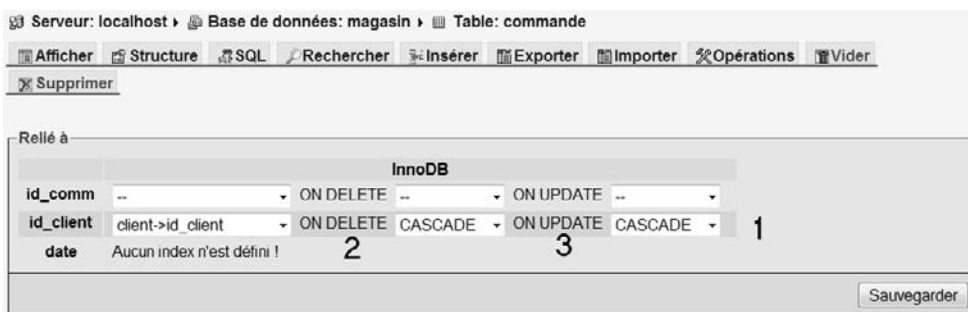 Serveur: localhost ▸ Base de données: magasin ▸ Table: commande
Afficher Structure SQL Rechercher Insérer Exporter Importer Opérations Vider
Supprimer
Relié à
InnoDB
id_comm -- ON DELETE -- ON UPDATE --
id_client client->id_client ON DELETE CASCADE ON UPDATE CASCADE 1
date Aucun index n'est défini ! 2 3
Sauvegarder